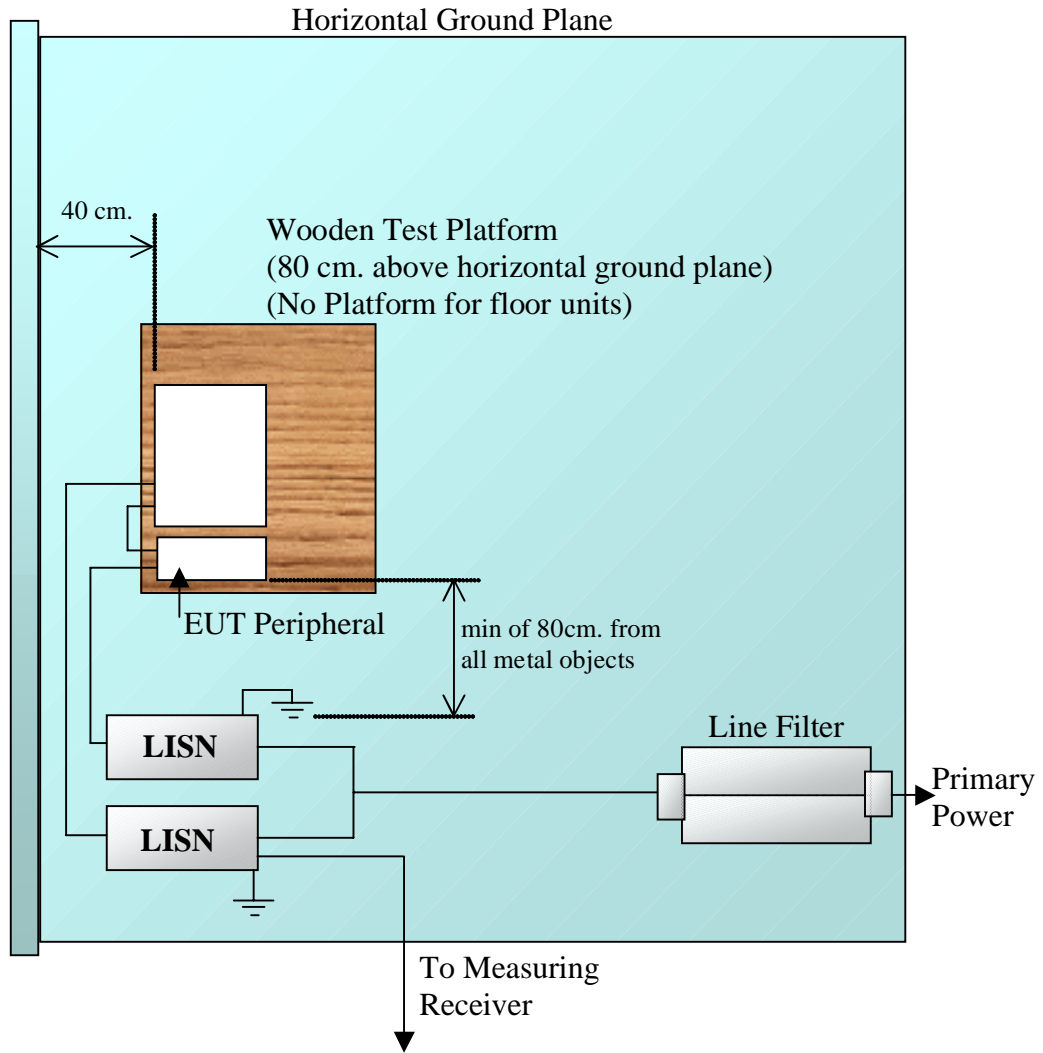 Horizontal Ground Plane
40 cm.
Wooden Test Platform
(80 cm. above horizontal ground plane)
(No Platform for floor units)
EUT Peripheral
min of 80cm. from
all metal objects
LISN
Line Filter
Primary
Power
LISN
To Measuring
Receiver